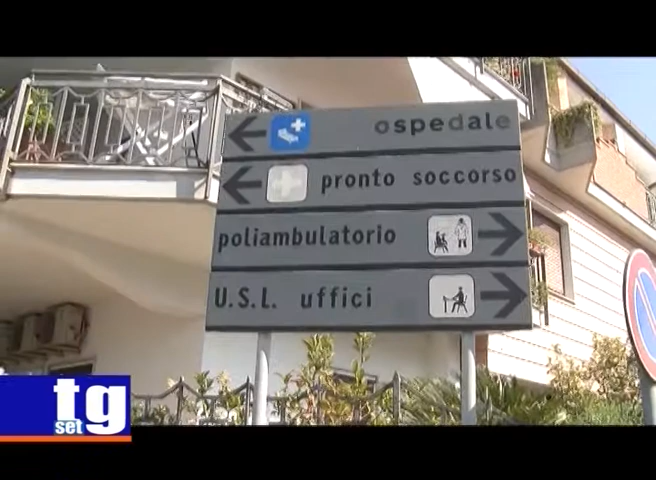 ospedale
pronto soccorso
poliambulatorio
U.S.L. uffici
tg
set